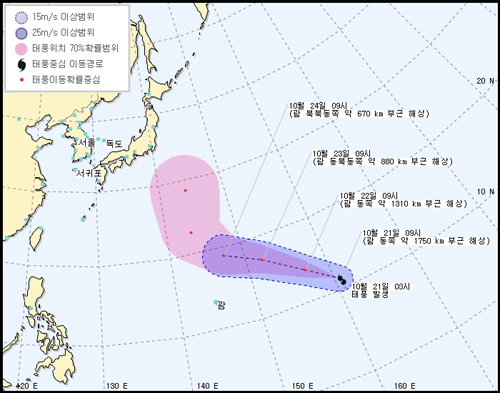 15m/s 이상범위
25m/s 이상범위
태풍위치 70%확률범위
태풍중심 이동경로
태풍이동확률중심
20 N
10월 24일 09시
(괌 북북동쪽 약 670 km 부근 해상)
서울
독도
10월 23일 09시
(괌 동북동쪽 약 880 km 부근 해상)
서귀포
10월 22일 09시
(괌 동쪽 약 1310 km 부근 해상)
10 N
10월 21일 09시
(괌 동쪽 약 1750 km 부근 해상)
10월 21일 03시
태풍 발생
괌
120 E
130 E
140 E
150 E
160 E